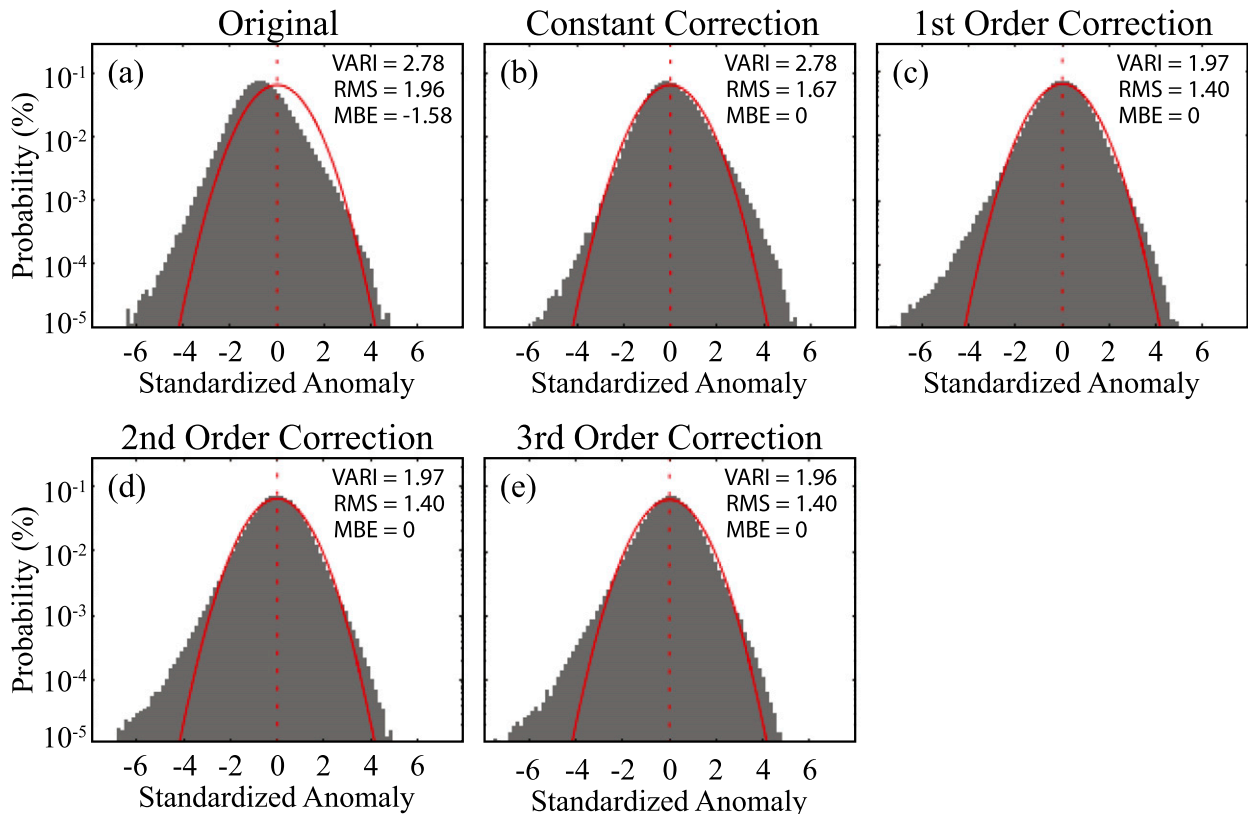 Original
Constant Correction
1st Order Correction
(a)
VARI = 2.78
RMS = 1.96
MBE = -1.58
(b)
VARI = 2.78
RMS = 1.67
MBE = 0
(c)
VARI = 1.97
RMS = 1.40
MBE = 0
Probability (%)
10-1
10-2
10-3
10-4
10-5
-6 -4 -2 0 2 4 6
-6 -4 -2 0 2 4 6
-6 -4 -2 0 2 4 6
Standardized Anomaly
Standardized Anomaly
Standardized Anomaly
2nd Order Correction
3rd Order Correction
(d)
VARI = 1.97
RMS = 1.40
MBE = 0
(e)
VARI = 1.96
RMS = 1.40
MBE = 0
Probability (%)
10-1
10-2
10-3
10-4
10-5
-6 -4 -2 0 2 4 6
-6 -4 -2 0 2 4 6
Standardized Anomaly
Standardized Anomaly